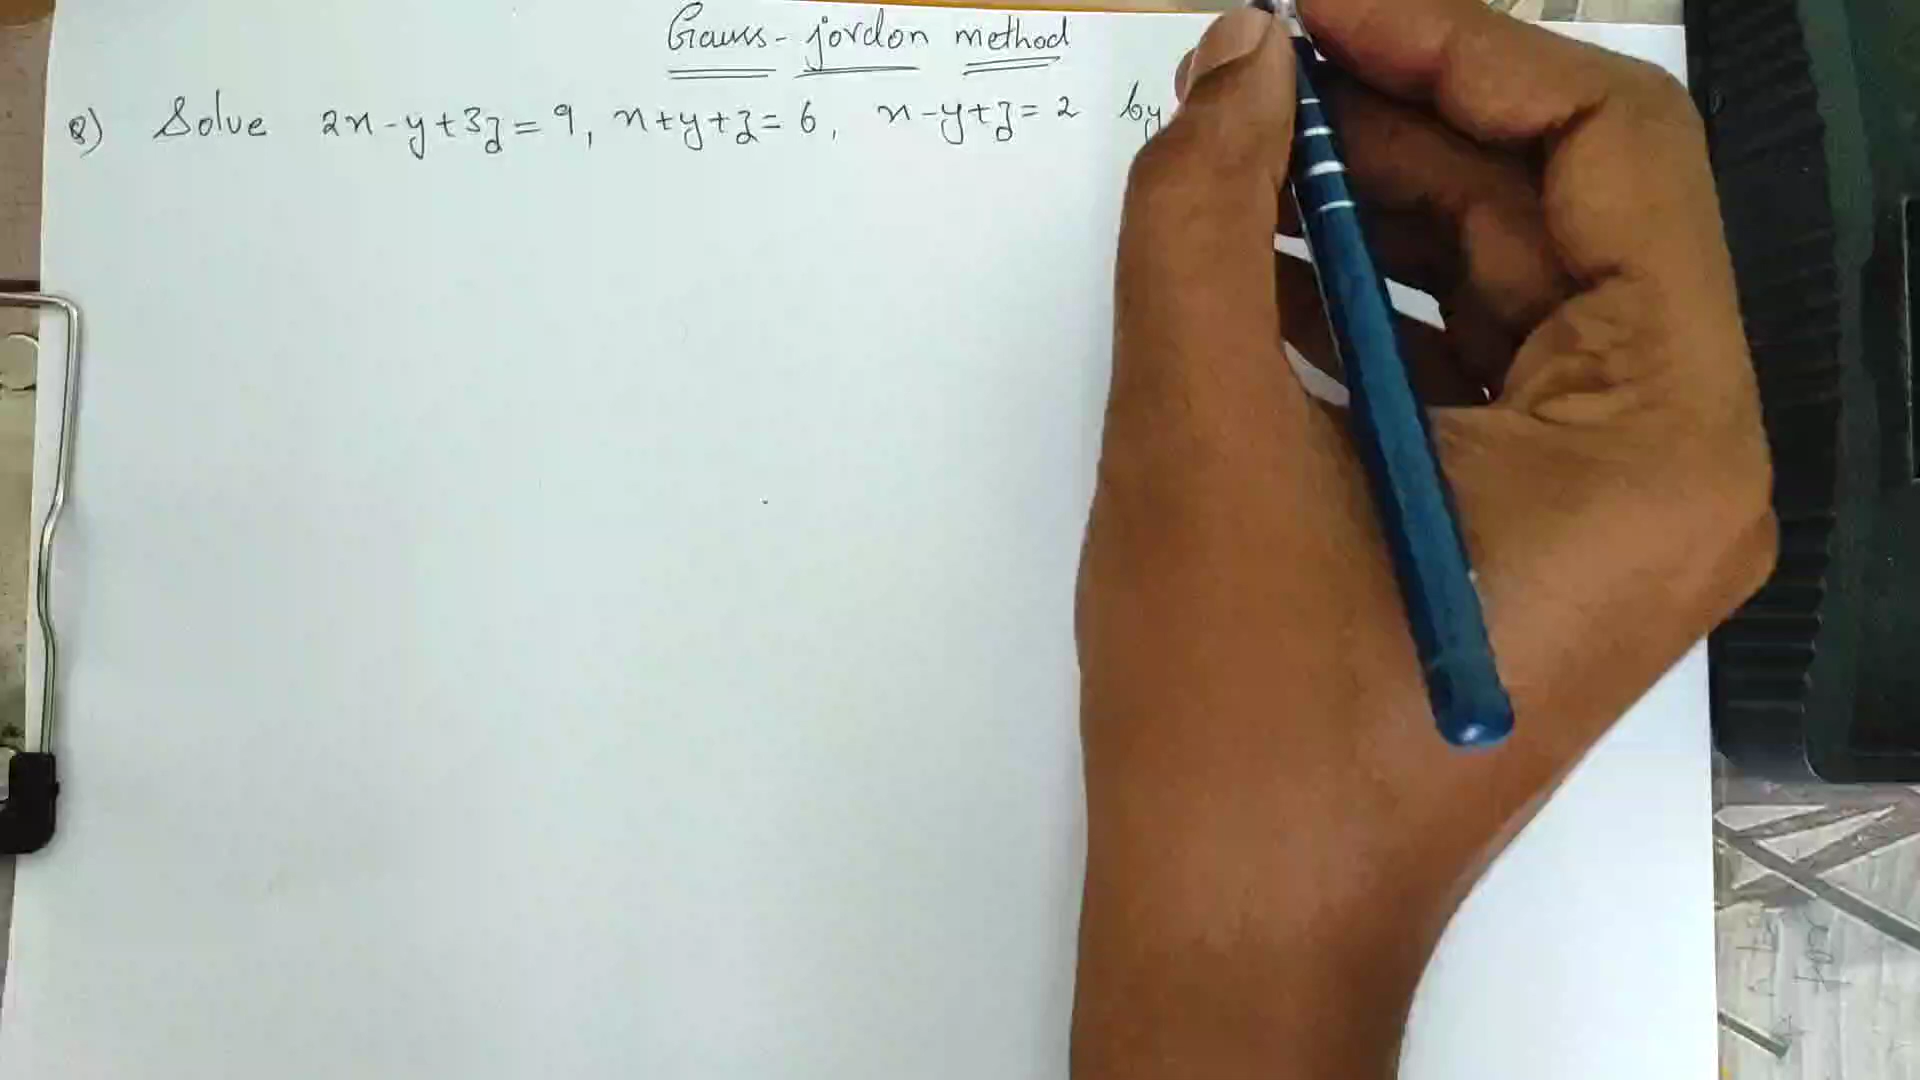 Gauss-jordon method
Q) Solve 2x-y+3z=9, x+y+z=6, x-y+z=2 by